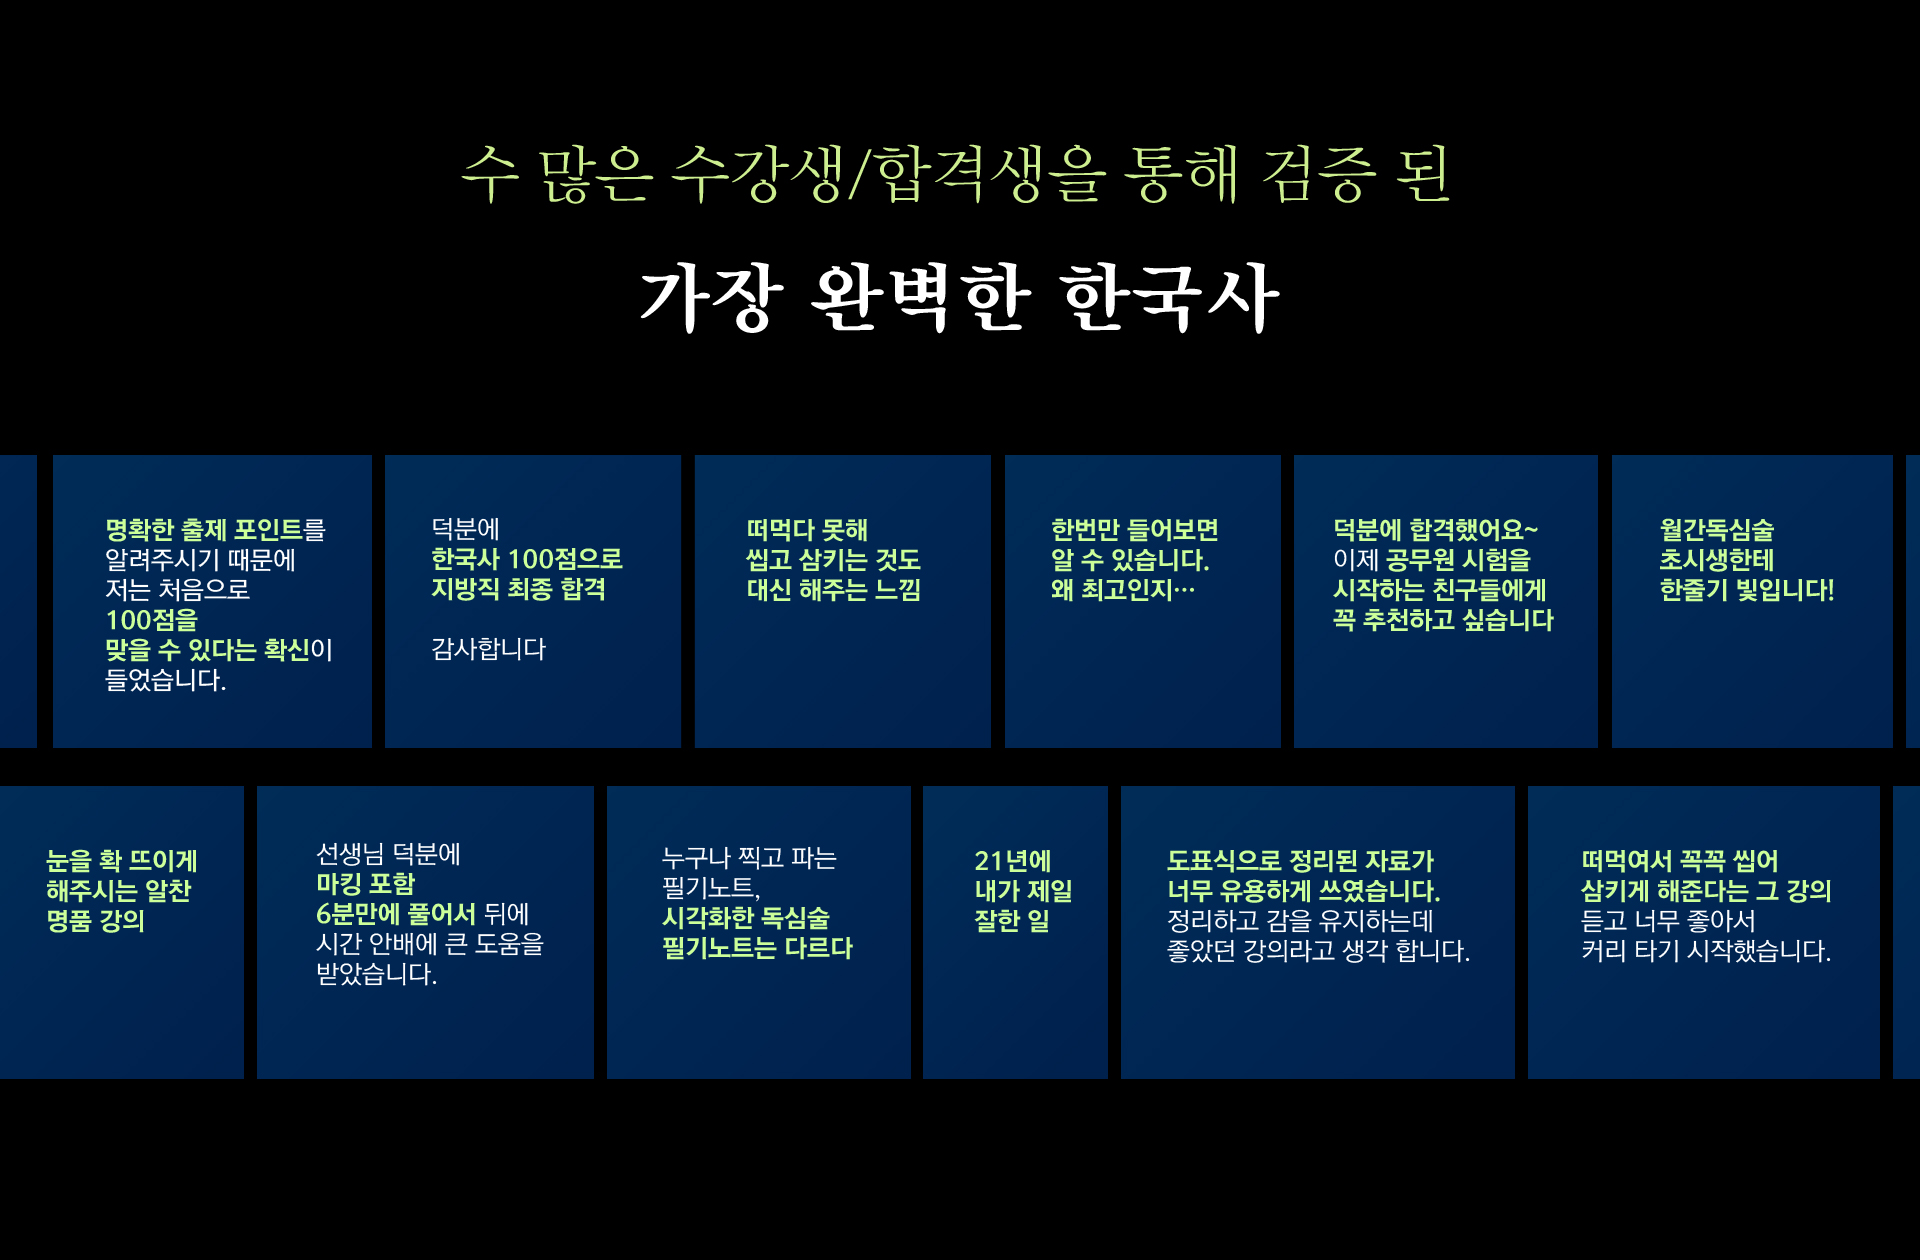 수 많은 수강생/합격생을 통해 검증 된
가장 완벽한 한국사
명확한 출제 포인트를
알려주시기 때문에
저는 처음으로
100점을
맞을 수 있다는 확신이
들었습니다.
덕분에
한국사 100점으로
지방직 최종 합격
감사합니다
떠먹다 못해
씹고 삼키는 것도
대신 해주는 느낌
한번만 들어보면
알 수 있습니다.
왜 최고인지…
덕분에 합격했어요~
이제 공무원 시험을
시작하는 친구들에게
꼭 추천하고 싶습니다
월간독심술
초시생한테
한줄기 빛입니다!
눈을 확 뜨이게
해주시는 알찬
명품 강의
선생님 덕분에
마킹 포함
6분만에 풀어서 뒤에
시간 안배에 큰 도움을
받았습니다.
누구나 찍고 파는
필기노트,
시각화한 독심술
필기노트는 다르다
21년에
내가 제일
잘한 일
도표식으로 정리된 자료가
너무 유용하게 쓰였습니다.
정리하고 감을 유지하는데
좋았던 강의라고 생각 합니다.
떠먹여서 꼭꼭 씹어
삼키게 해준다는 그 강의
듣고 너무 좋아서
커리 타기 시작했습니다.